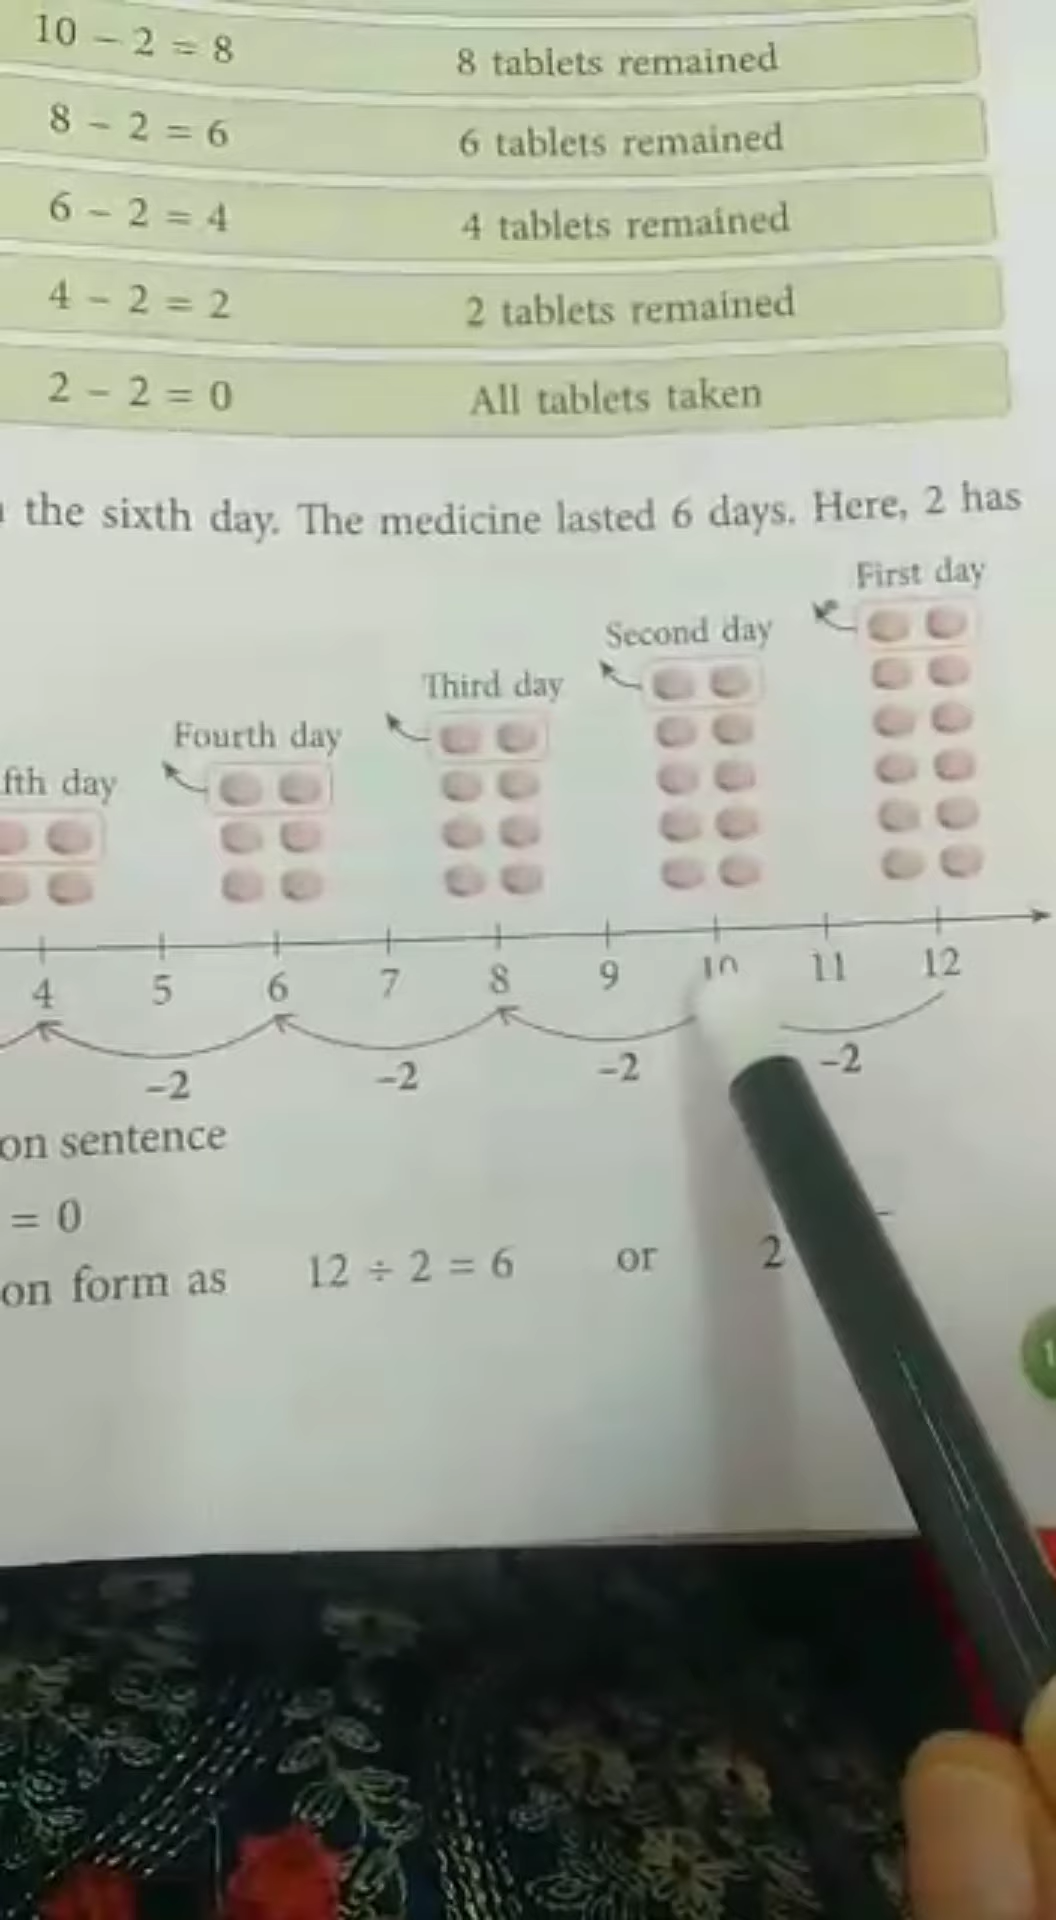 10 − 2 = 8 8 tablets remained
8 − 2 = 6 6 tablets remained
6 − 2 = 4 4 tablets remained
4 − 2 = 2 2 tablets remained
2 − 2 = 0 All tablets taken
the sixth day. The medicine lasted 6 days. Here, 2 has
First day
Second day
Third day
Fourth day
fth day
4 5 6 7 8 9 10 11 12
−2 −2 −2 −2
on sentence
= 0
on form as 12 ÷ 2 = 6 or 2
1